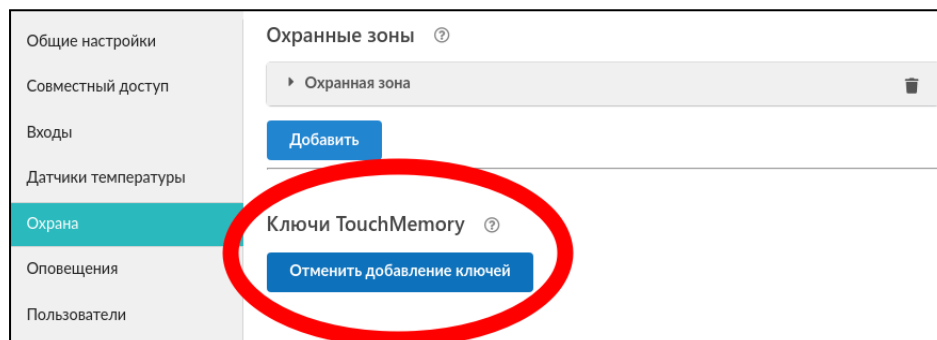 Общие настройки
Совместный доступ
Входы
Датчики температуры
Охрана
Оповещения
Пользователи
Охранные зоны
Охранная зона
Добавить
Ключи TouchMemory
Отменить добавление ключей